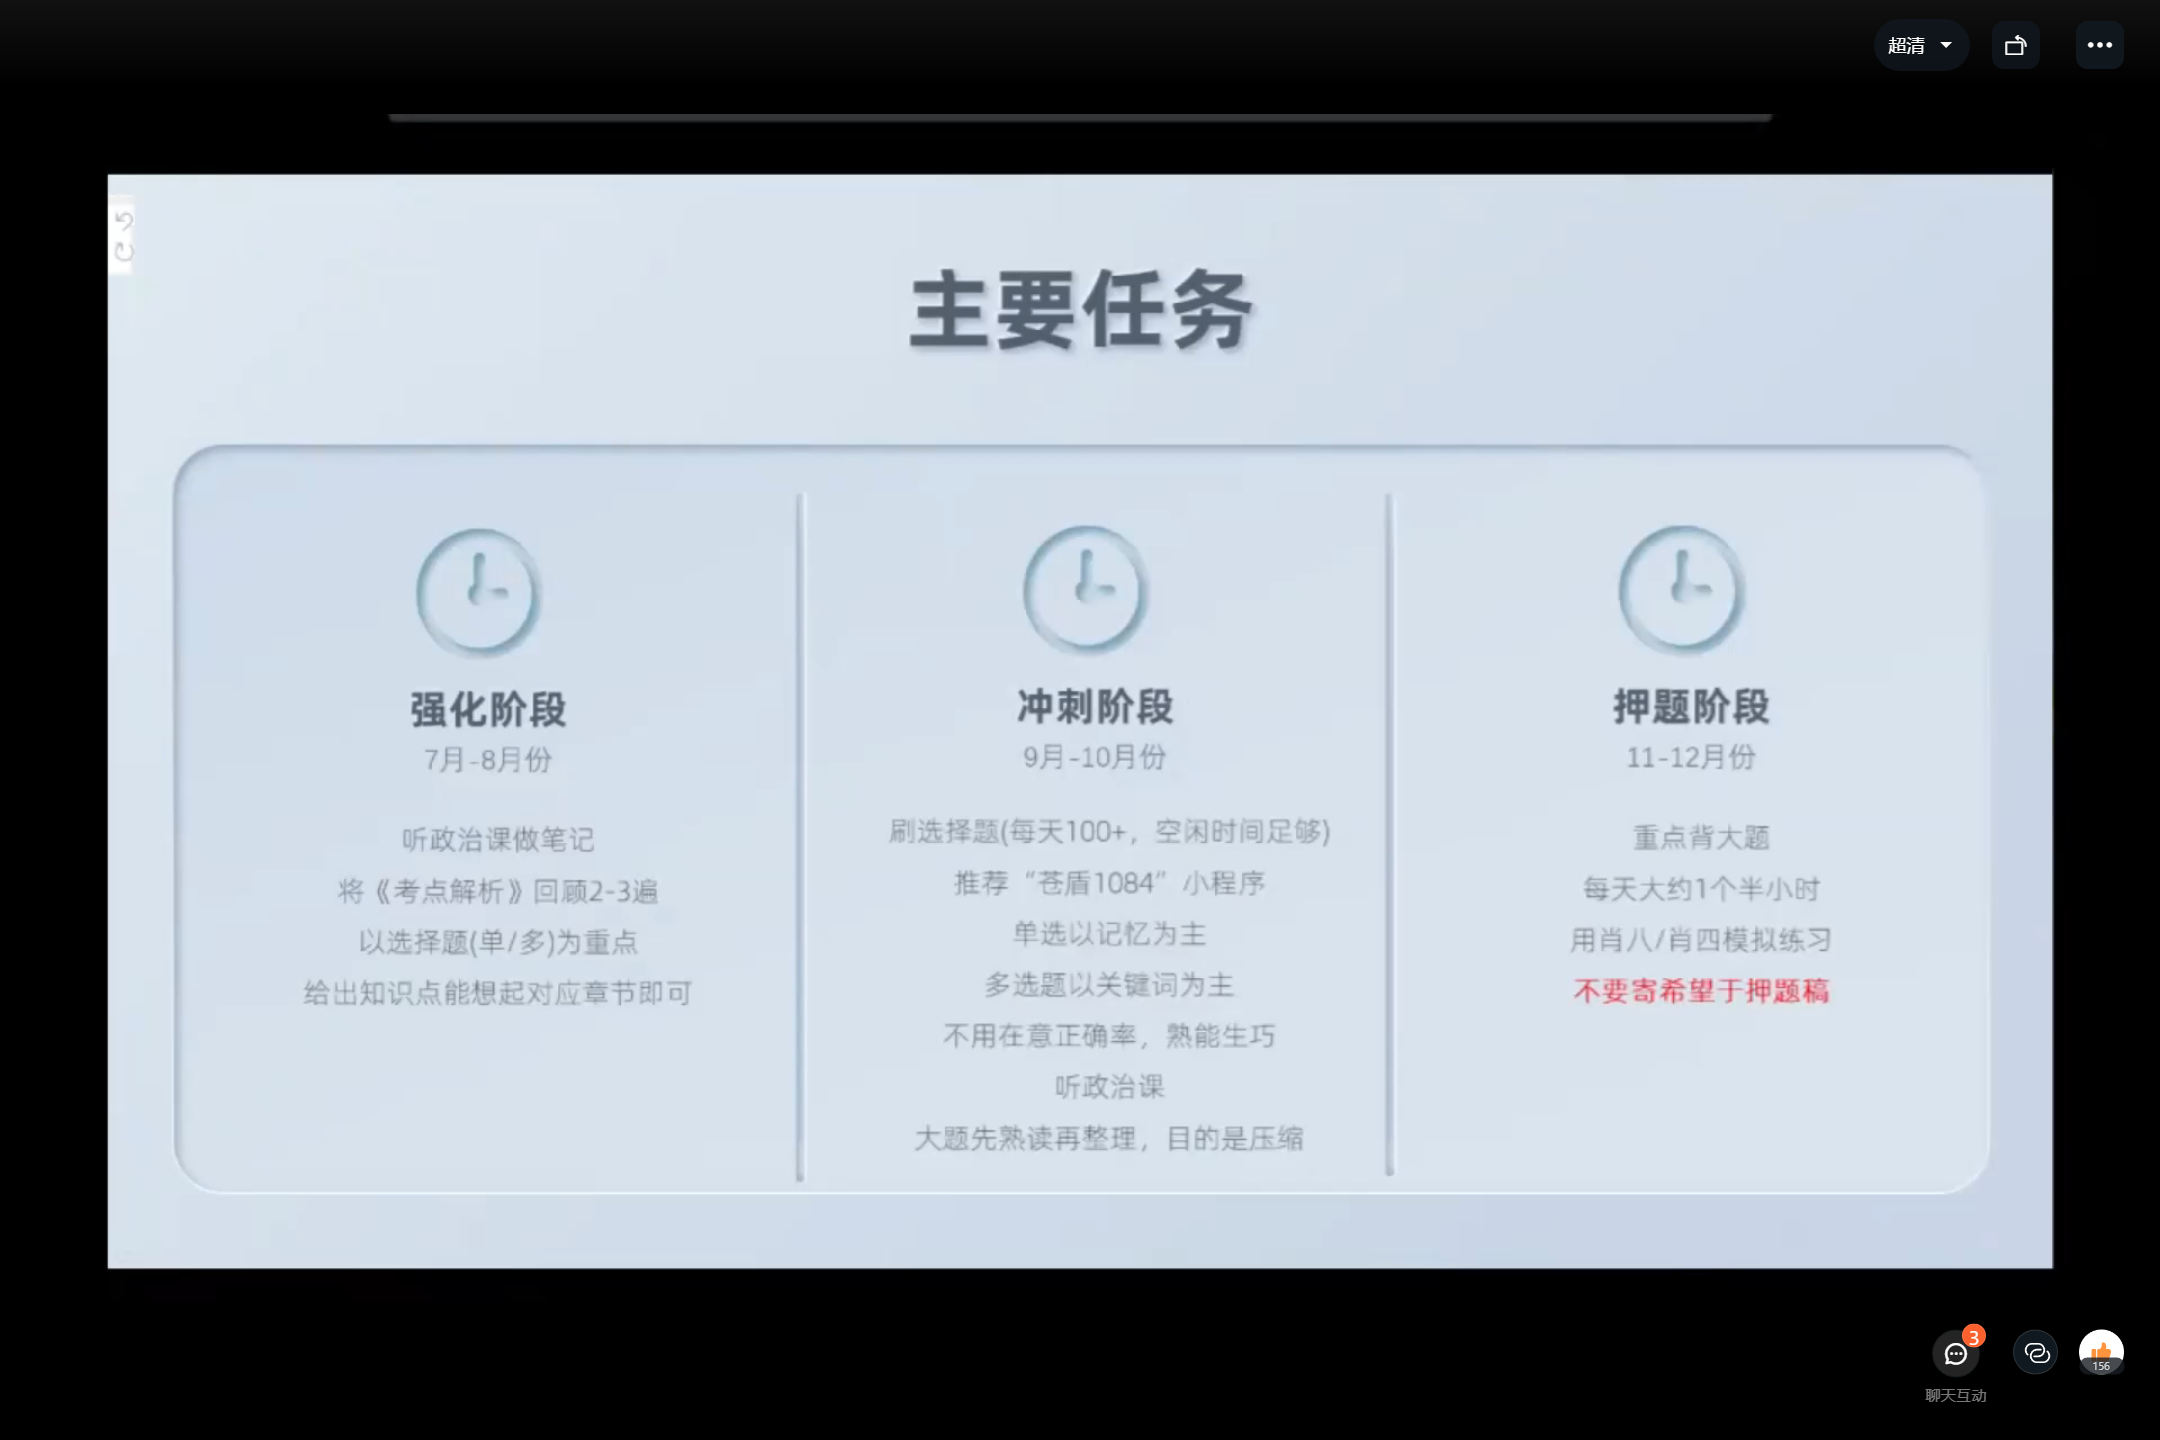 超清
主要任务
强化阶段
7月-8月份
听政治课做笔记
将《考点解析》回顾2-3遍
以选择题(单/多)为重点
给出知识点能想起对应章节即可
冲刺阶段
9月-10月份
刷选择题(每天100+，空闲时间足够)
推荐“苍盾1084”小程序
单选以记忆为主
多选题以关键词为主
不用在意正确率，熟能生巧
听政治课
大题先熟读再整理，目的是压缩
押题阶段
11-12月份
重点背大题
每天大约1个半小时
用肖八/肖四模拟练习
不要寄希望于押题稿
3
156
聊天互动